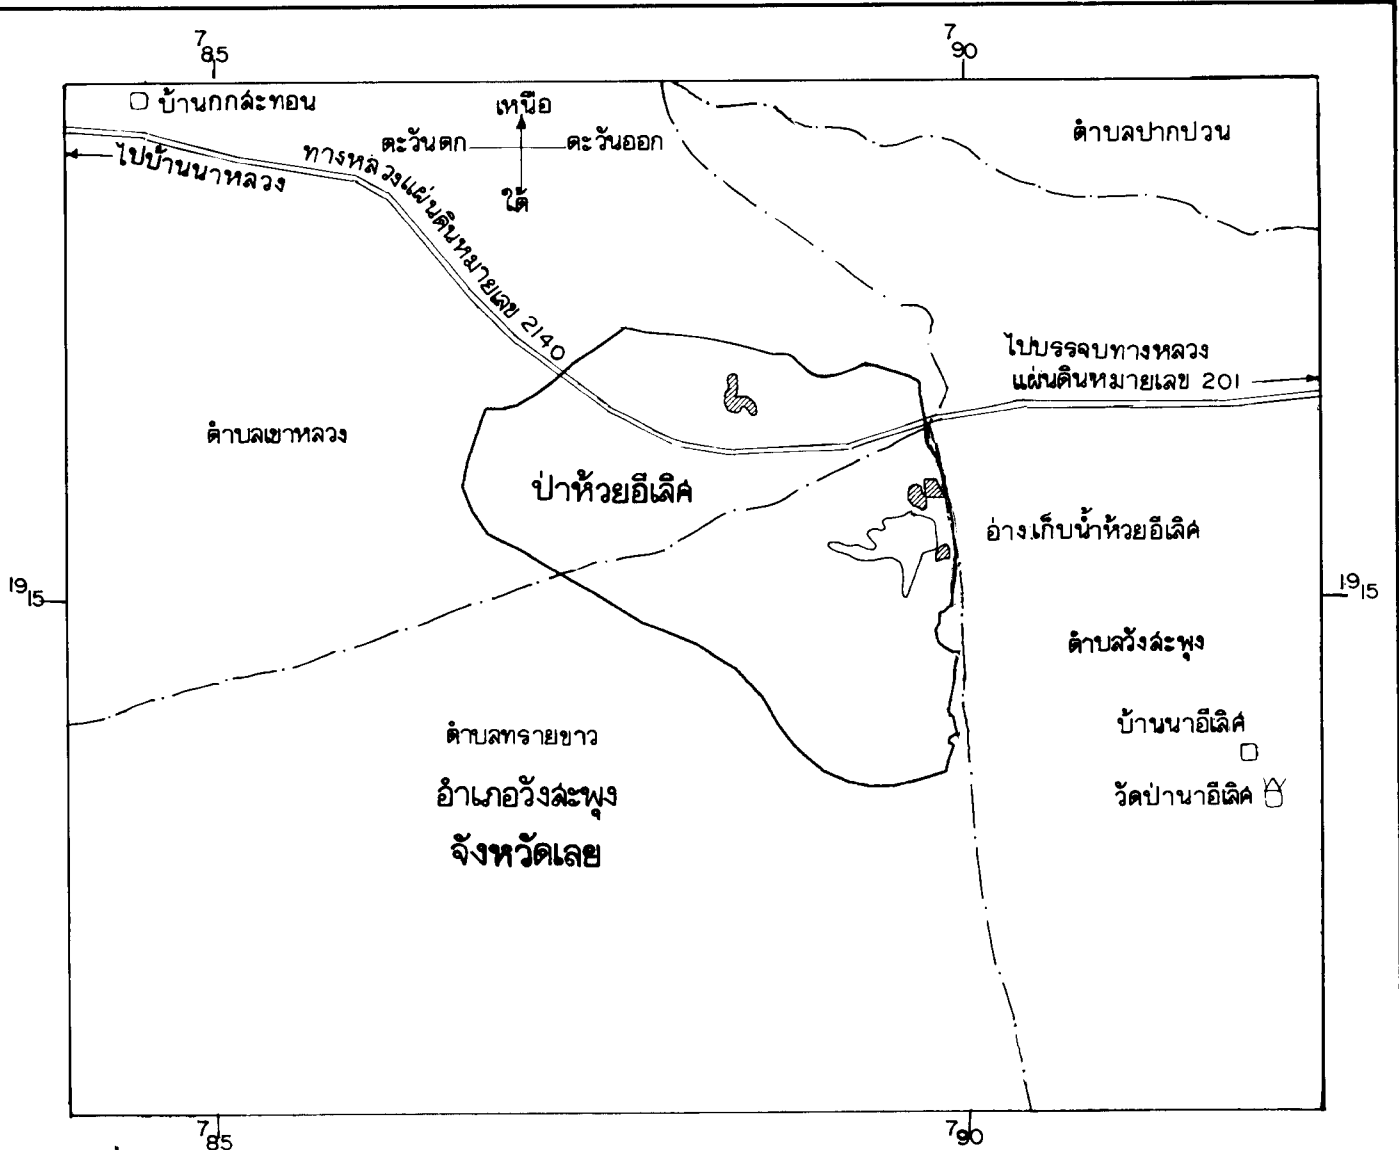 7
85
7
90
บ้านกกสะทอน
เหนือ
ตะวันตก
ตะวันออก
ใต้
ตำบลปากปวน
ไปบ้านนาหลวง
ทางหลวงแผ่นดินหมายเลข 2140
ไปบรรจบทางหลวง
แผ่นดินหมายเลข 201
ตำบลเขาหลวง
ป่าห้วยอีเลิศ
อ่างเก็บน้ำห้วยอีเลิศ
19
15
19
15
ตำบลวังสะพุง
บ้านนาอีเลิศ
ตำบลทรายขาว
อำเภอวังสะพุง
วัดป่านาอีเลิศ
จังหวัดเลย
7
85
7
90